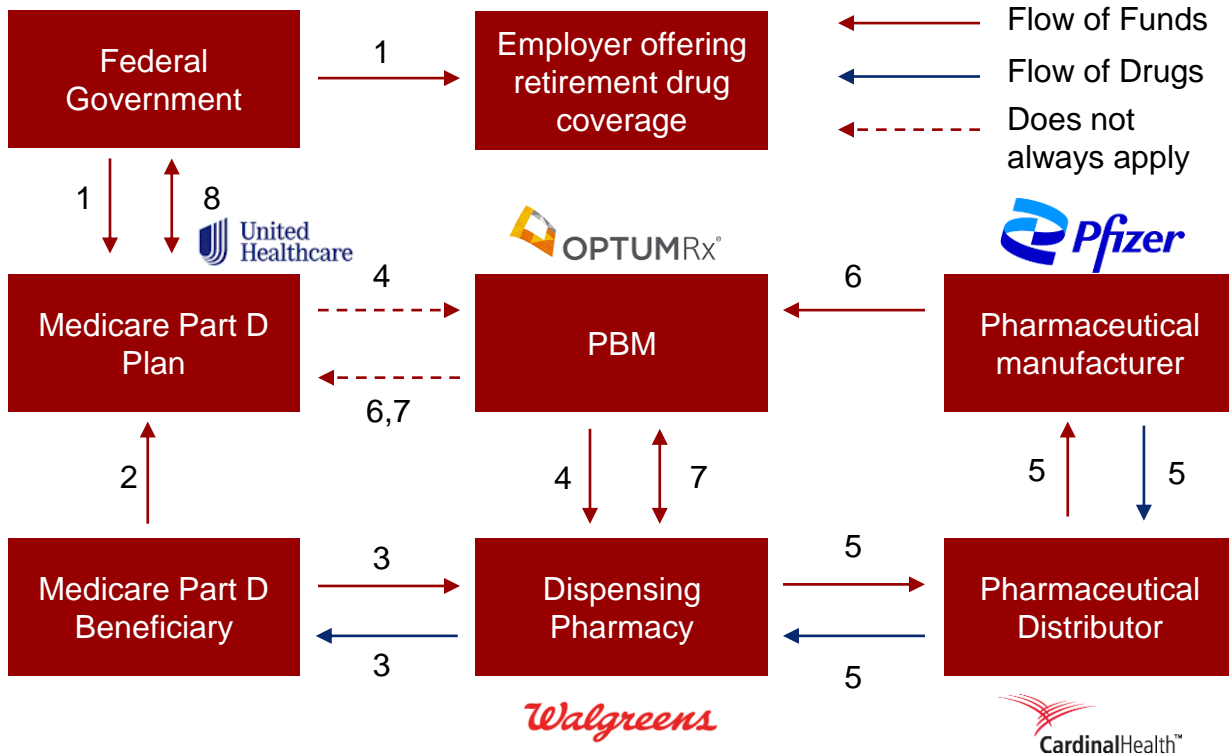 Federal
Government
1
Employer offering
retirement drug
coverage
Flow of Funds
Flow of Drugs
Does not
always apply
1
8
United
Healthcare
OPTUMRx®
Pfizer
Medicare Part D
Plan
4
6,7
PBM
6
Pharmaceutical
manufacturer
2
4
7
5
5
Medicare Part D
Beneficiary
3
3
Dispensing
Pharmacy
5
5
Pharmaceutical
Distributor
Walgreens
CardinalHealth™